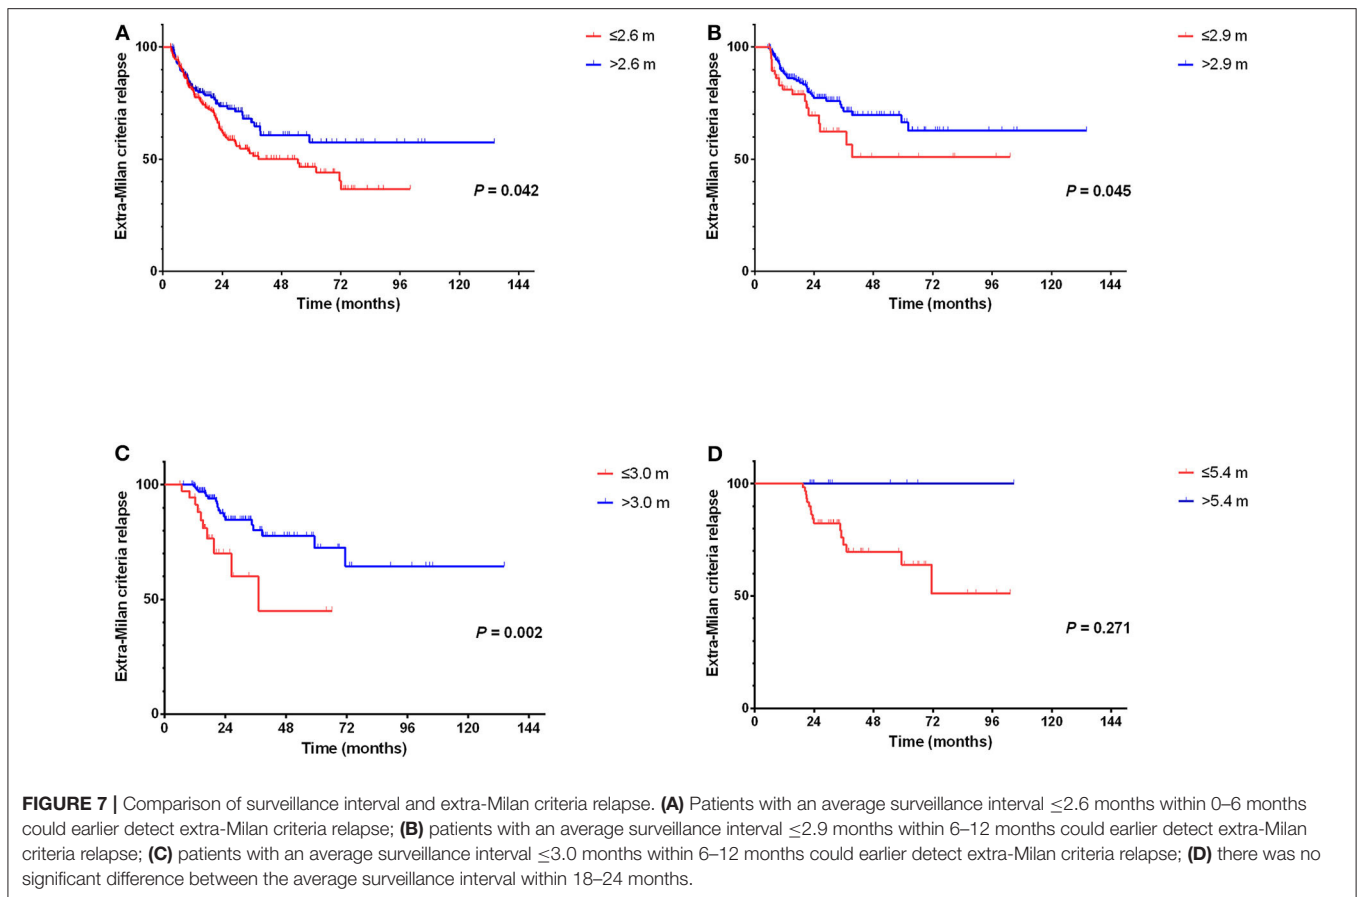 A
≤2.6 m
>2.6 m
Extra-Milan criteria relapse
100
50
0
P = 0.042
0 24 48 72 96 120 144
Time (months)
B
≤2.9 m
>2.9 m
Extra-Milan criteria relapse
100
50
0
P = 0.045
0 24 48 72 96 120 144
Time (months)
C
≤3.0 m
>3.0 m
Extra-Milan criteria relapse
100
50
0
P = 0.002
0 24 48 72 96 120 144
Time (months)
D
≤5.4 m
>5.4 m
Extra-Milan criteria relapse
100
50
0
P = 0.271
0 24 48 72 96 120 144
Time (months)
FIGURE 7 | Comparison of surveillance interval and extra-Milan criteria relapse. (A) Patients with an average surveillance interval ≤2.6 months within 0–6 months
could earlier detect extra-Milan criteria relapse; (B) patients with an average surveillance interval ≤2.9 months within 6–12 months could earlier detect extra-Milan
criteria relapse; (C) patients with an average surveillance interval ≤3.0 months within 6–12 months could earlier detect extra-Milan criteria relapse; (D) there was no
significant difference between the average surveillance interval within 18–24 months.